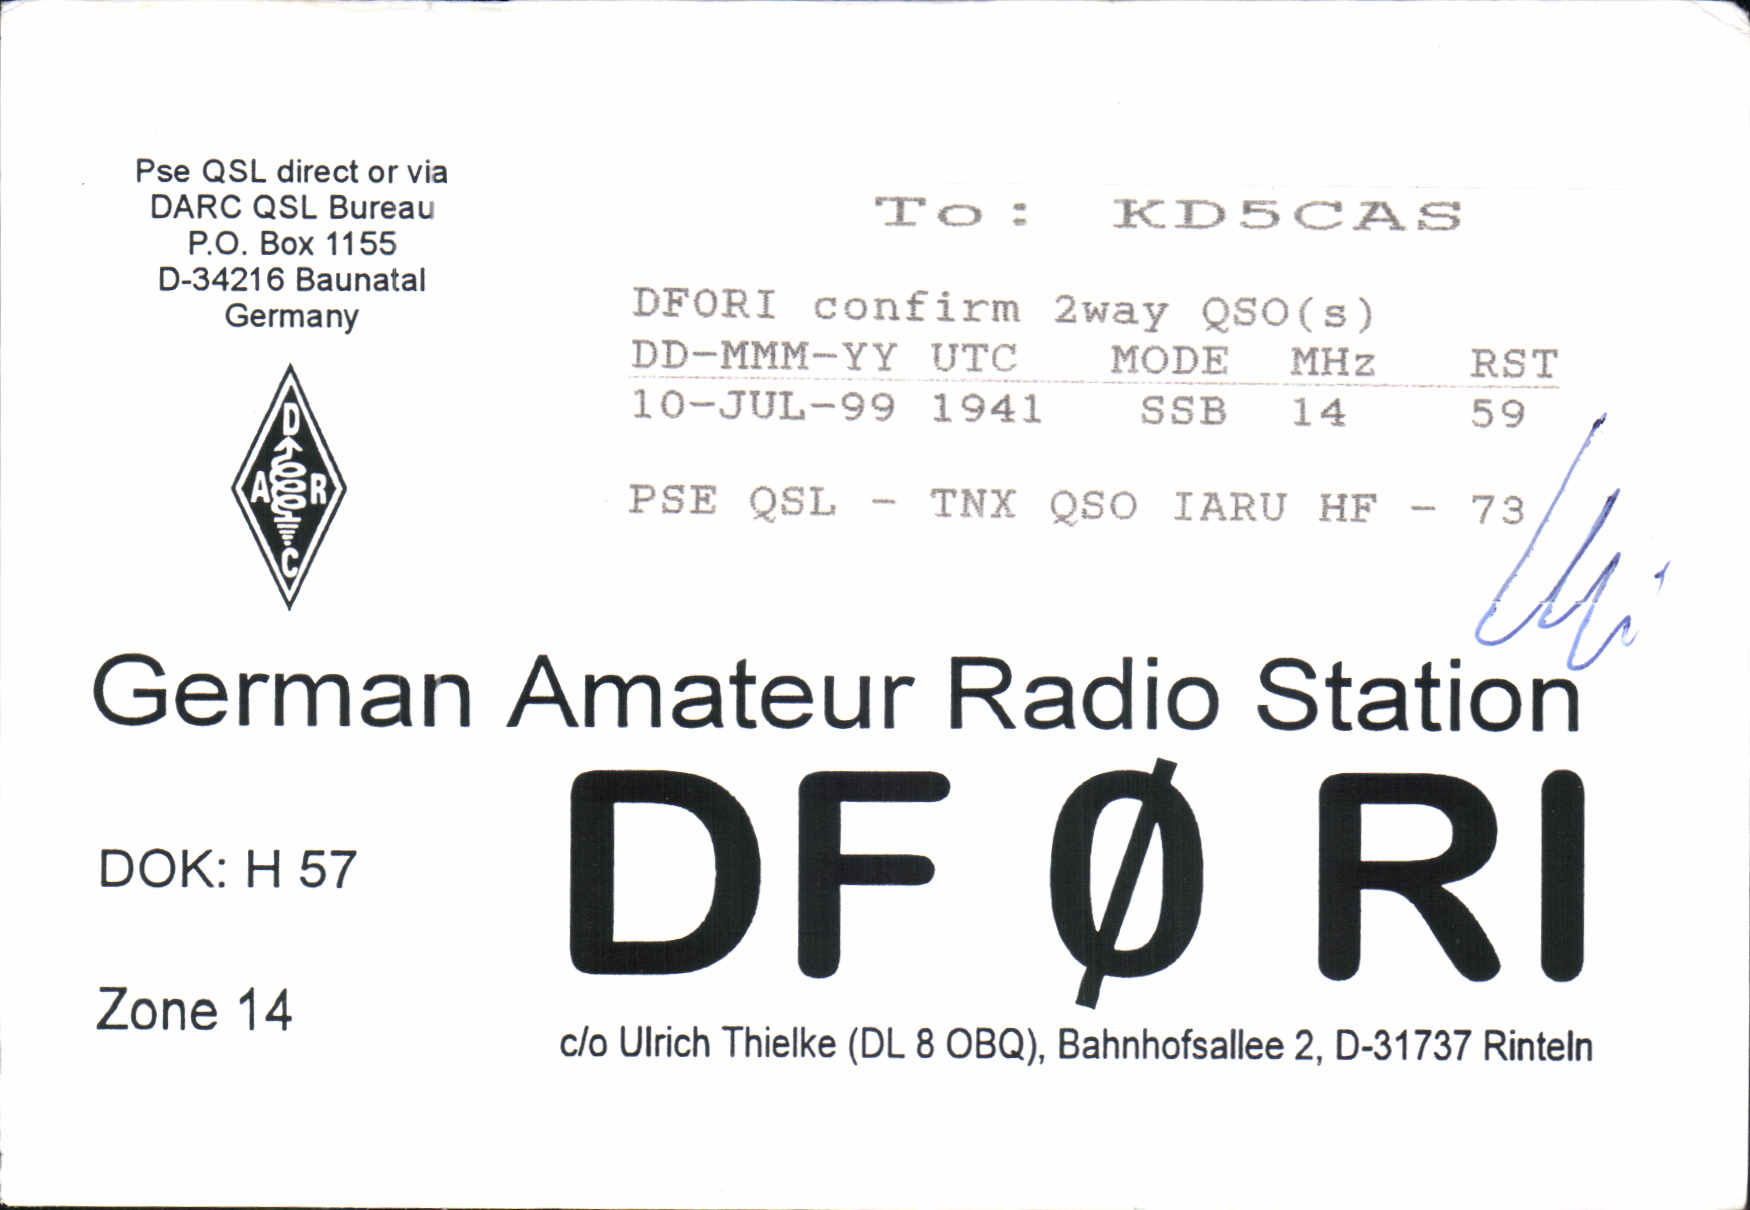 Pse QSL direct or via
DARC QSL Bureau
P.O. Box 1155
D-34216 Baunatal
Germany
D
A R
C
To: KD5CAS
DF0RI confirm 2way QSO(s)
DD-MMM-YY UTC MODE MHz RST
10-JUL-99 1941 SSB 14 59
PSE QSL - TNX QSO IARU HF - 73
German Amateur Radio Station
DOK: H 57
DF Ø RI
Zone 14
c/o Ulrich Thielke (DL 8 OBQ), Bahnhofsallee 2, D-31737 Rinteln